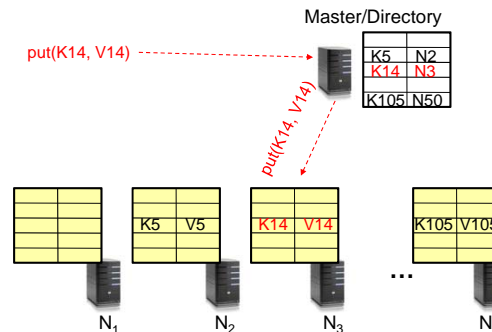 Master/Directory
put(K14, V14)
K5 N2
K14 N3
K105 N50
put(K14, V14)
K5 V5
K14 V14
K105 V105
...
N1
N2
N3
N